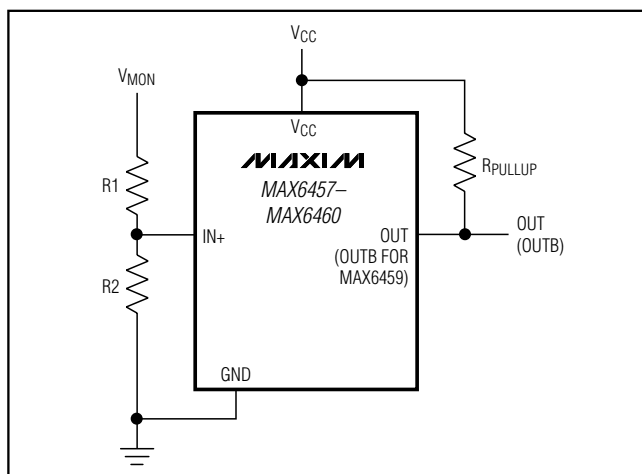 VCC
VMON
VCC
MAXIM
MAX6457–
MAX6460
R1
RPULLUP
IN+
OUT
(OUTB FOR
MAX6459)
OUT
(OUTB)
R2
GND